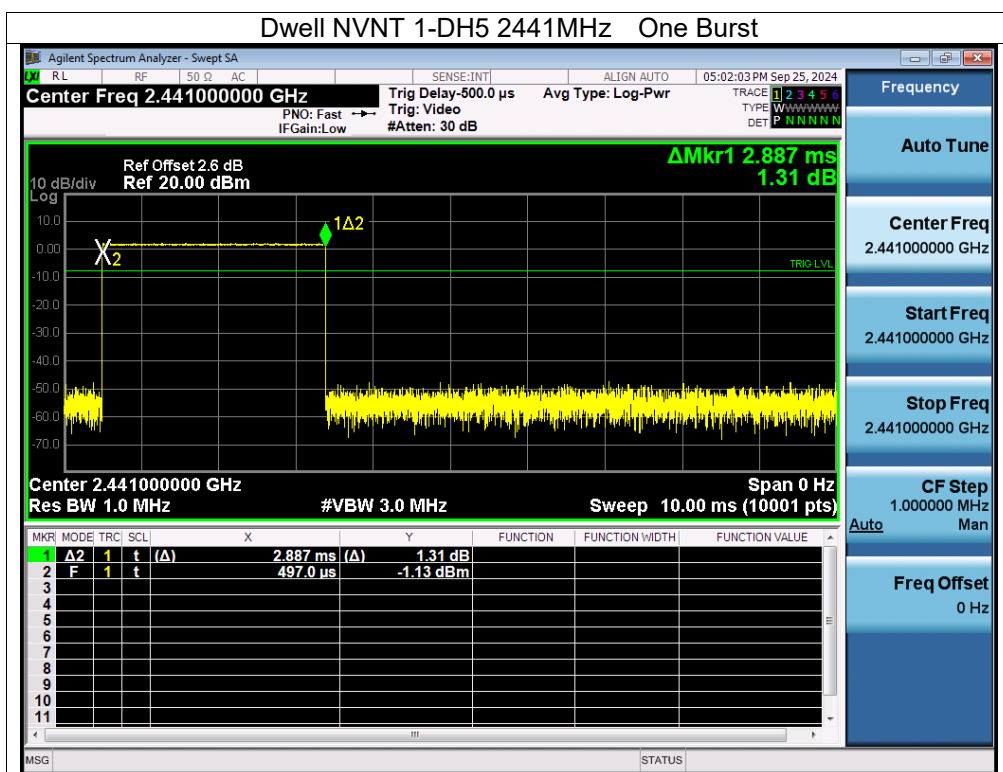 Dwell NVNT 1-DH5 2441MHz One Burst
Agilent Spectrum Analyzer - Swept SA
LXI RL RF 50 Ω AC SENSE:INT ALIGN AUTO 05:02:03 PM Sep 25, 2024
Center Freq 2.441000000 GHz
PNO: Fast
IFGain:Low
Trig Delay-500.0 µs
Trig: Video
#Atten: 30 dB
Avg Type: Log-Pwr
TRACE 1 2 3 4 5 6
TYPE WWWWWW
DET P N N N N N
ΔMkr1 2.887 ms
1.31 dB
Ref Offset 2.6 dB
10 dB/div Ref 20.00 dBm
Log
10.0
0.00
-10.0
-20.0
-30.0
-40.0
-50.0
-60.0
-70.0
1Δ2
2
TRIG LVL
Center 2.441000000 GHz Span 0 Hz
Res BW 1.0 MHz #VBW 3.0 MHz Sweep 10.00 ms (10001 pts)
MKR MODE TRC SCL X Y FUNCTION FUNCTION WIDTH FUNCTION VALUE
1 Δ2 1 t (Δ) 2.887 ms (Δ) 1.31 dB
2 F 1 t 497.0 µs -1.13 dBm
3
4
5
6
7
8
9
10
11
MSG STATUS
Frequency
Auto Tune
Center Freq
2.441000000 GHz
Start Freq
2.441000000 GHz
Stop Freq
2.441000000 GHz
CF Step
1.000000 MHz
Auto Man
Freq Offset
0 Hz